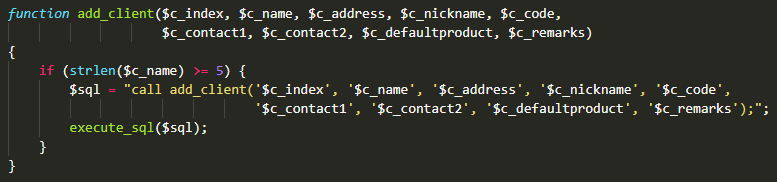 function add_client($c_index, $c_name, $c_address, $c_nickname, $c_code,
$c_contact1, $c_contact2, $c_defaultproduct, $c_remarks)
{
if (strlen($c_name) >= 5) {
$sql = "call add_client('$c_index', '$c_name', '$c_address', '$c_nickname', '$c_code',
'$c_contact1', '$c_contact2', '$c_defaultproduct', '$c_remarks');";
execute_sql($sql);
}
}